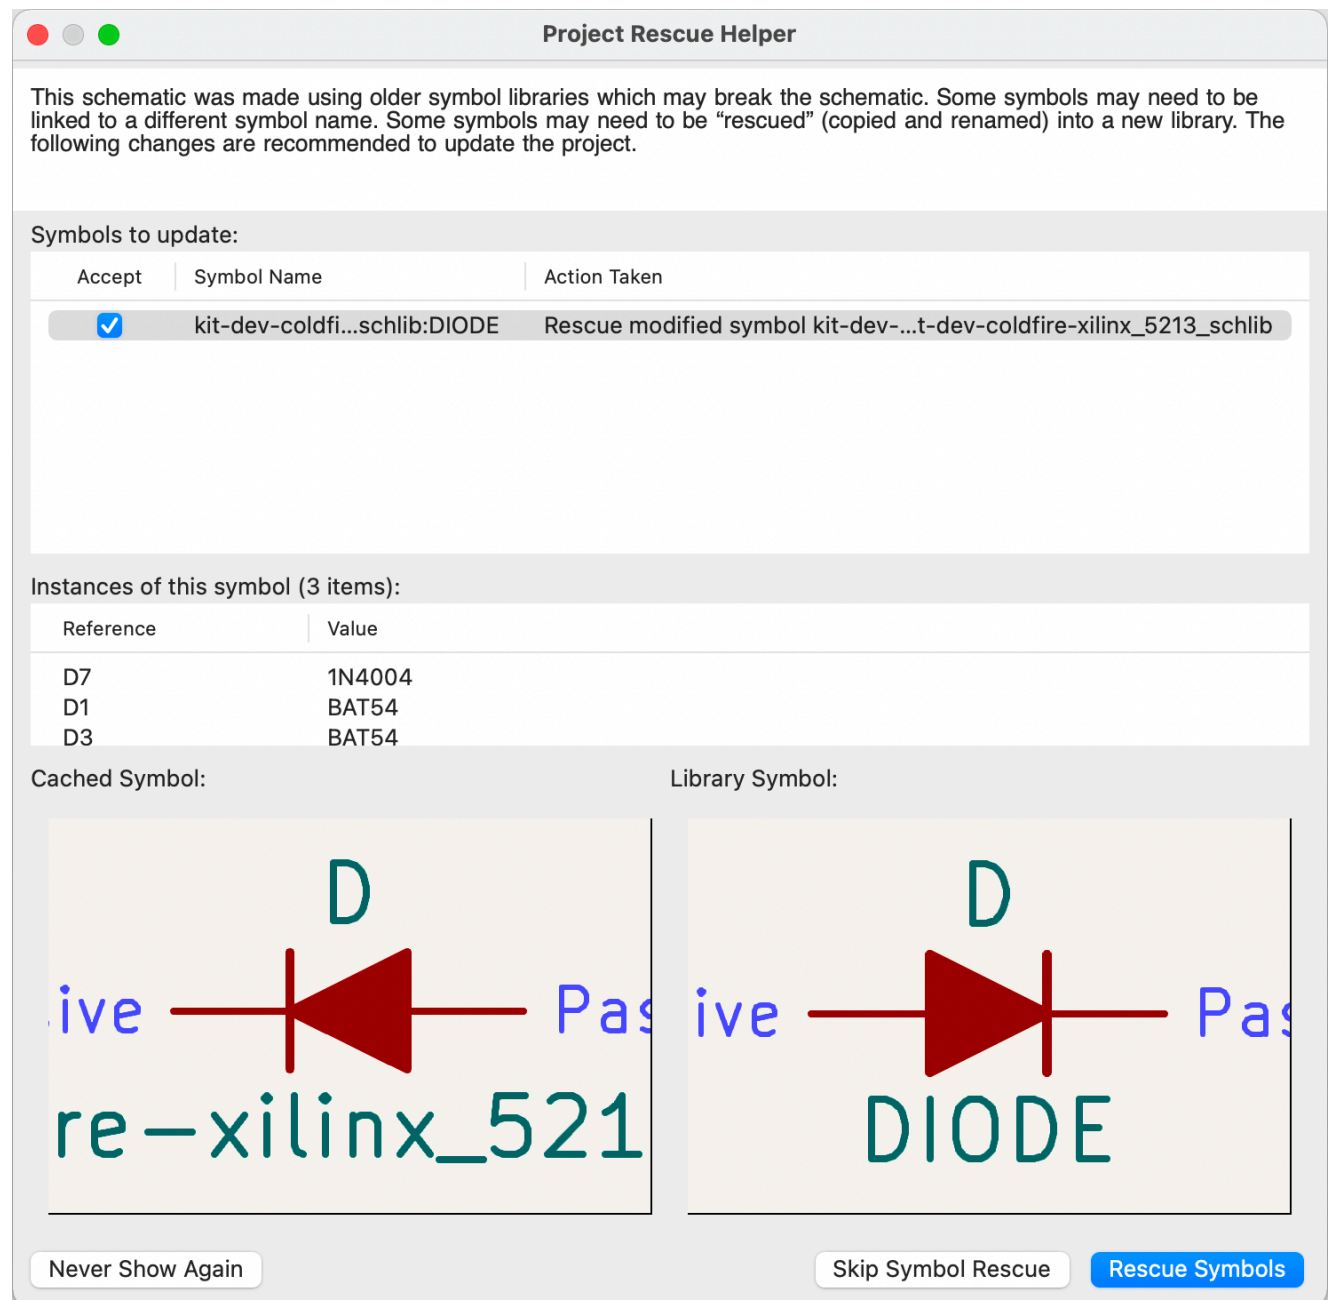 Project Rescue Helper
This schematic was made using older symbol libraries which may break the schematic. Some symbols may need to be
linked to a different symbol name. Some symbols may need to be “rescued” (copied and renamed) into a new library. The
following changes are recommended to update the project.
Symbols to update:
Accept Symbol Name Action Taken
kit-dev-coldfi...schlib:DIODE Rescue modified symbol kit-dev-...t-dev-coldfire-xilinx_5213_schlib
Instances of this symbol (3 items):
Reference Value
D7 1N4004
D1 BAT54
D3 BAT54
Cached Symbol: Library Symbol:
D D
ive Pas ive Pas
re-xilinx_521 DIODE
Never Show Again Skip Symbol Rescue Rescue Symbols